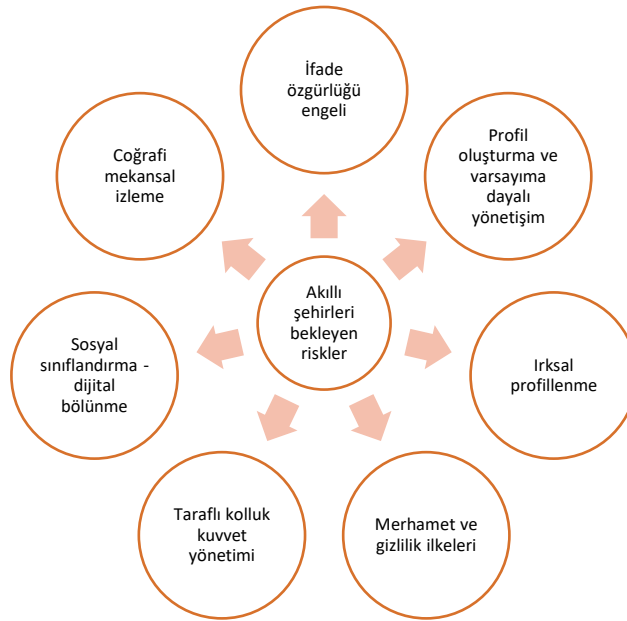 İfade
özgürlüğü
engeli
Profil
oluşturma ve
varsayıma
dayalı
yönetişim
Irksal
profillenme
Merhamet ve
gizlilik ilkeleri
Taraflı kolluk
kuvvet
yönetimi
Sosyal
sınıflandırma -
dijital
bölünme
Coğrafi
mekansal
izleme
Akıllı
şehirleri
bekleyen
riskler